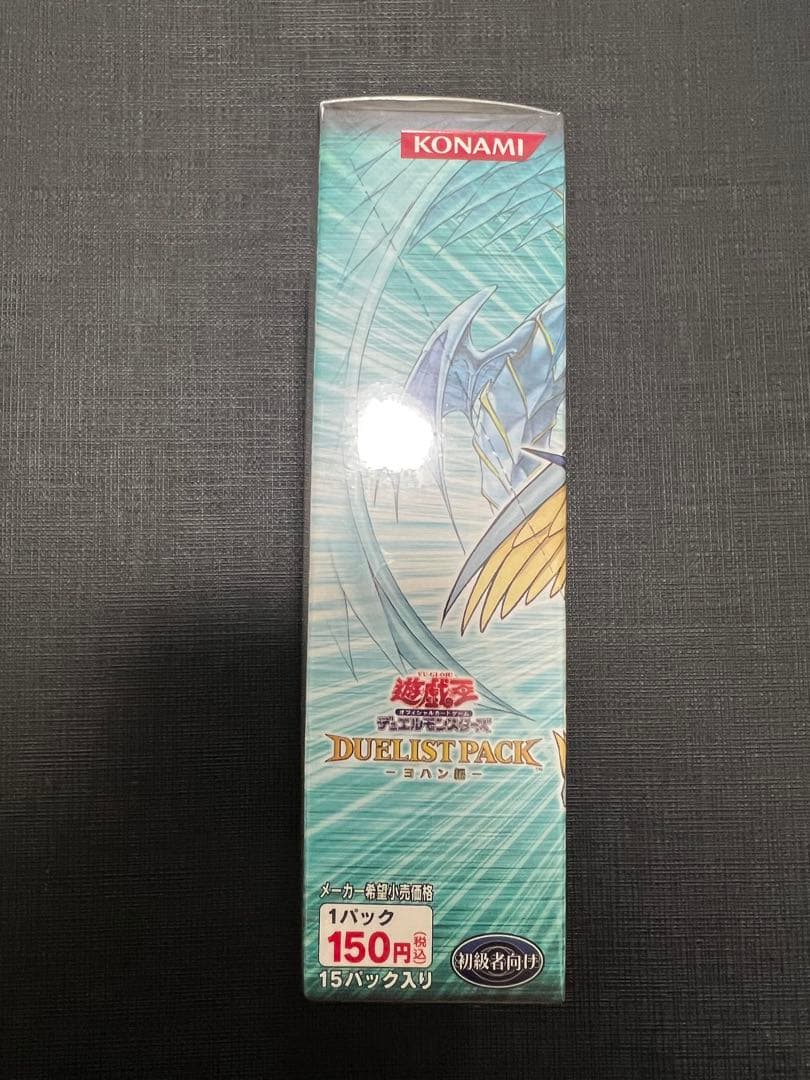 KONAMI
YU-GI-OH!
遊戯王
オフィシャルカードゲーム
デュエルモンスターズ
DUELIST PACK™
－ヨハン編－
メーカー希望小売価格
1パック
150円(税込)
15パック入り
初級者向け